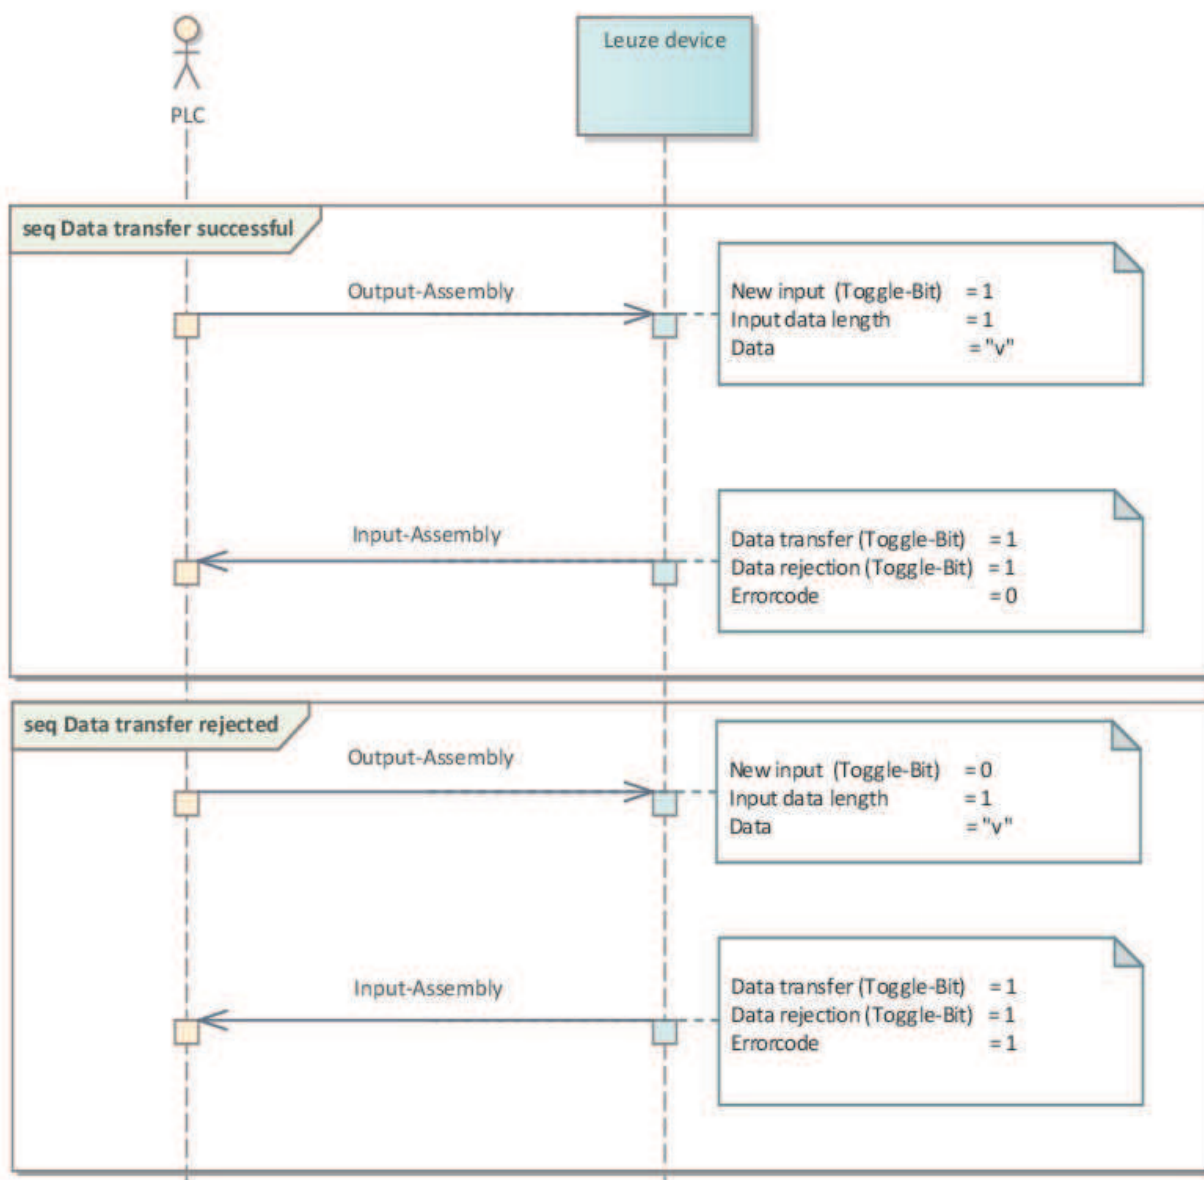 Leuze device
PLC
seq Data transfer successful
Output-Assembly
New input (Toggle-Bit) = 1
Input data length = 1
Data = "v"
Input-Assembly
Data transfer (Toggle-Bit) = 1
Data rejection (Toggle-Bit) = 1
Errorcode = 0
seq Data transfer rejected
Output-Assembly
New input (Toggle-Bit) = 0
Input data length = 1
Data = "v"
Input-Assembly
Data transfer (Toggle-Bit) = 1
Data rejection (Toggle-Bit) = 1
Errorcode = 1